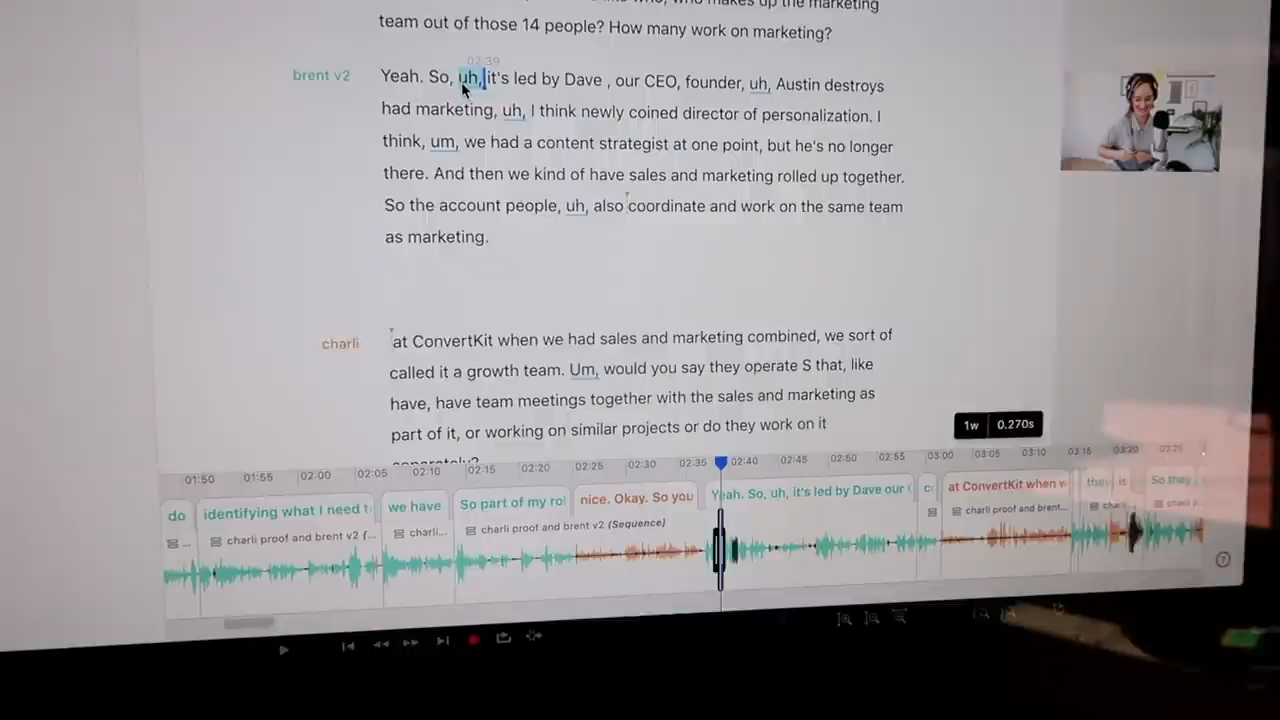 team out of those 14 people? How many work on marketing?
02:39
brent v2
Yeah. So, uh, it's led by Dave , our CEO, founder, uh, Austin destroys
had marketing, uh, I think newly coined director of personalization. I
think, um, we had a content strategist at one point, but he's no longer
there. And then we kind of have sales and marketing rolled up together.
So the account people, uh, also coordinate and work on the same team
as marketing.
charli
at ConvertKit when we had sales and marketing combined, we sort of
called it a growth team. Um, would you say they operate S that, like
have, have team meetings together with the sales and marketing as
part of it, or working on similar projects or do they work on it
1w 0.270s
01:50 01:55 02:00 02:05 02:10 02:15 02:20 02:25 02:30 02:35 02:40 02:45 02:50 02:55 03:00 03:05 03:10 03:15 03:20
do identifying what I need t we have So part of my rol nice. Okay. So you Yeah. So, uh, it's led by Dave our at ConvertKit when w that is So they
charli proof and brent v2 (... charli... charli proof and brent v2 (Sequence) charli proof and brent...